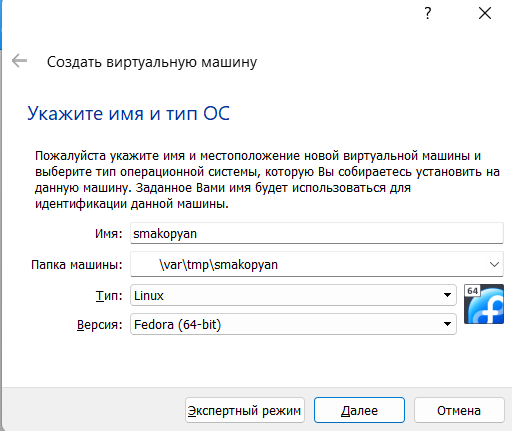 ?
Создать виртуальную машину
Укажите имя и тип ОС
Пожалуйста укажите имя и местоположение новой виртуальной машины и
выберите тип операционной системы, которую Вы собираетесь установить на
данную машину. Заданное Вами имя будет использоваться для
идентификации данной машины.
Имя: smakopyan
Папка машины: \var\tmp\smakopyan
Тип: Linux
64
Версия: Fedora (64-bit)
Экспертный режим Далее Отмена